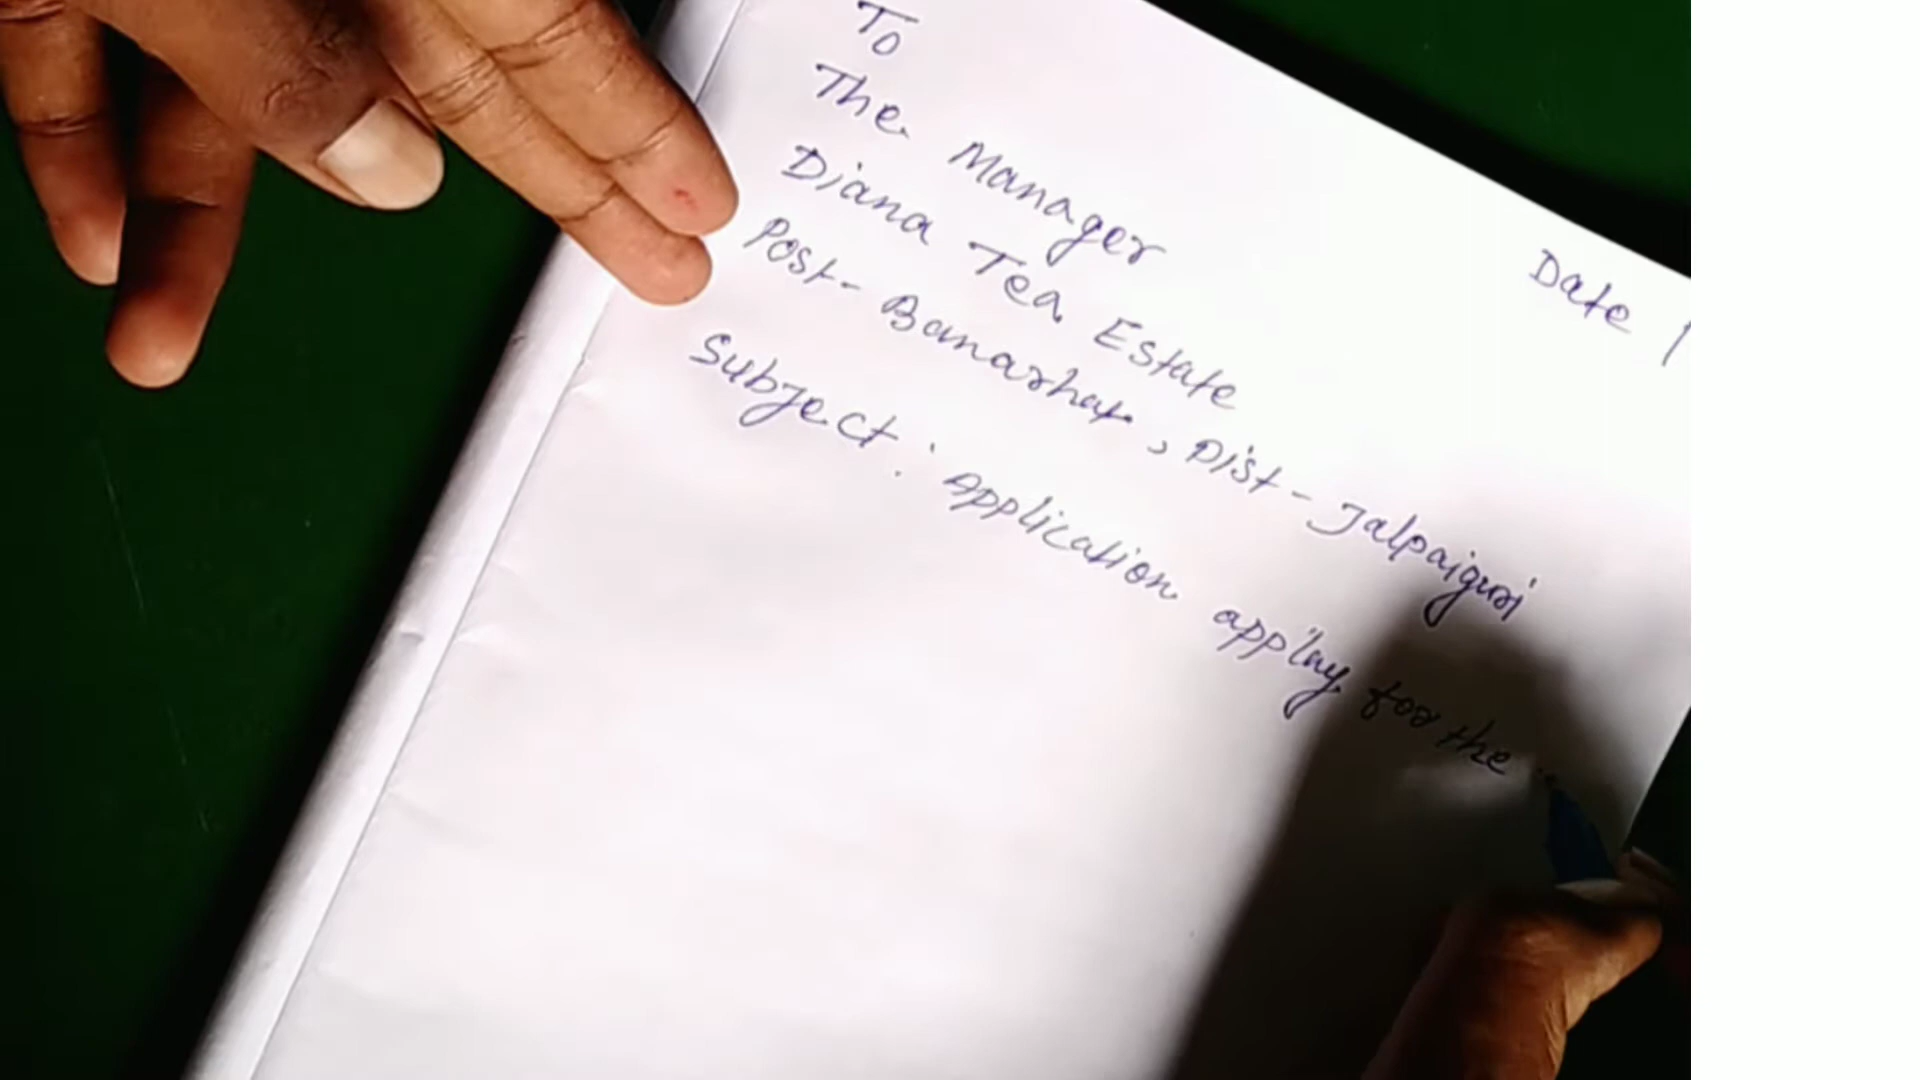 To
The Manager
Date
Diana Tea Estate
Post - Banarhat, Dist - Jalpaiguri
Subject : Application applay for the